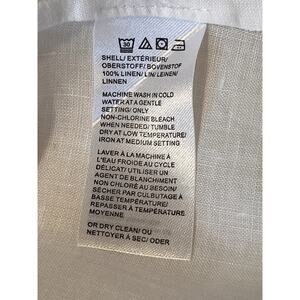 30
SHELL/ EXTÉRIEUR/
OBERSTOFF/ BOVENSTOF
100% LINEN/ LIN/ LEINEN/
LINNEN
MACHINE WASH IN COLD
WATER AT A GENTLE
SETTING/ ONLY
NON-CHLORINE BLEACH
WHEN NEEDED/ TUMBLE
DRY AT LOW TEMPERATURE/
IRON AT MEDIUM SETTING
LAVER À LA MACHINE À
L'EAU FROIDE AU CYCLE
DÉLICAT/ UTILISER UN
AGENT DE BLANCHIMENT
NON CHLORÉ AU BESOIN/
SÉCHER PAR CULBUTAGE À
BASSE TEMPÉRATURE/
REPASSER À TEMPÉRATURE
MOYENNE
OR DRY CLEAN/ OU
NETTOYER À SEC/ ODER